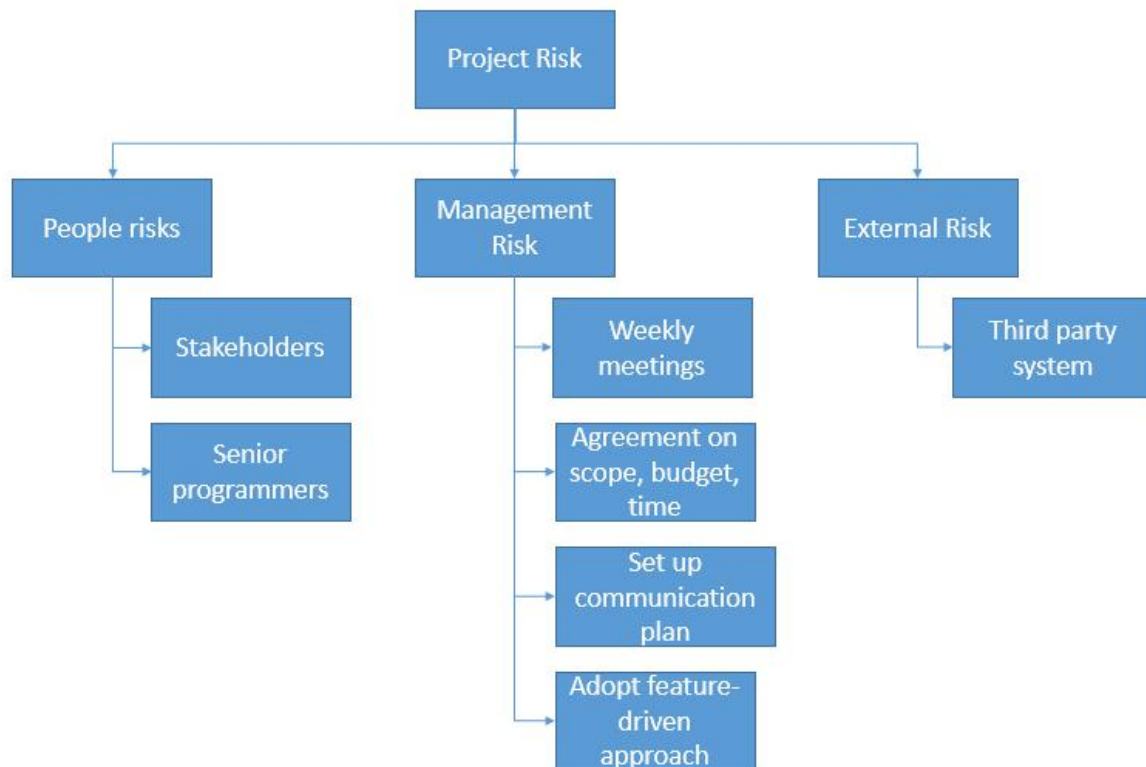 Project Risk
People risks
Management
Risk
External Risk
Stakeholders
Weekly
meetings
Third party
system
Senior
programmers
Agreement on
scope, budget,
time
Set up
communication
plan
Adopt feature-
driven
approach